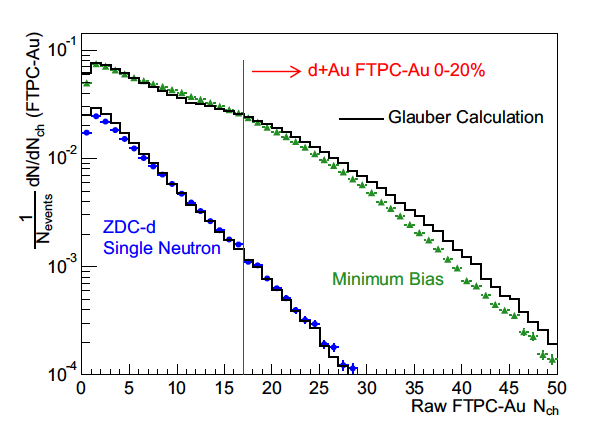 10^-1
10^-2
10^-3
10^-4
1
N_events
dN/dN_ch (FTPC-Au)
d+Au FTPC-Au 0-20%
Glauber Calculation
ZDC-d
Single Neutron
Minimum Bias
0 5 10 15 20 25 30 35 40 45 50
Raw FTPC-Au N_ch